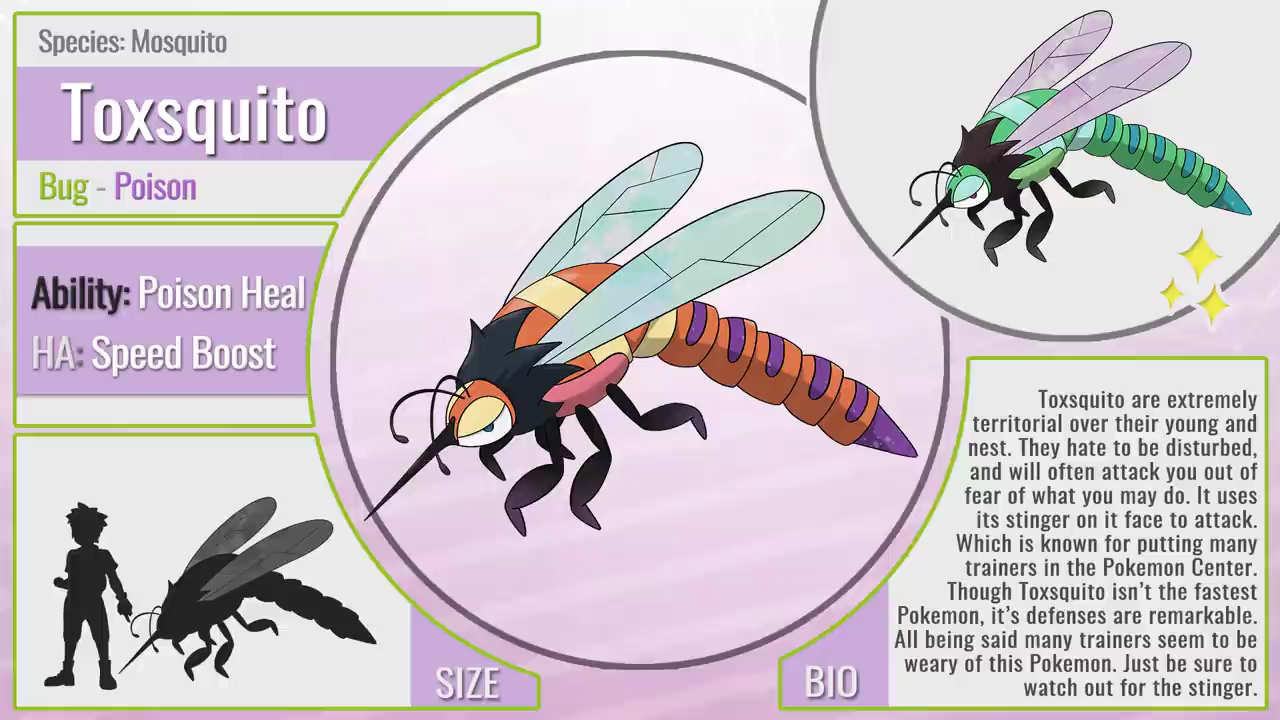 Species: Mosquito
Toxsquito
Bug - Poison
Ability: Poison Heal
HA: Speed Boost
SIZE
BIO
Toxsquito are extremely
territorial over their young and
nest. They hate to be disturbed,
and will often attack you out of
fear of what you may do. It uses
its stinger on it face to attack.
Which is known for putting many
trainers in the Pokemon Center.
Though Toxsquito isn't the fastest
Pokemon, it's defenses are remarkable.
All being said many trainers seem to be
weary of this Pokemon. Just be sure to
watch out for the stinger.